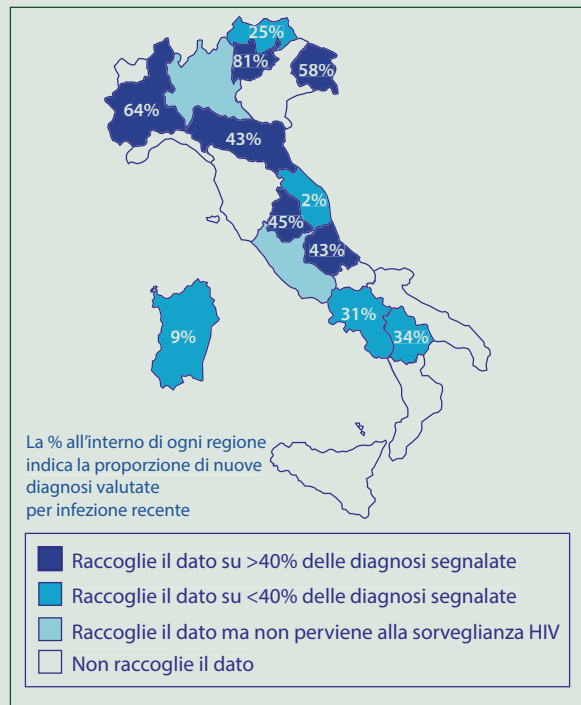 25%
81%
58%
64%
43%
2%
45%
43%
31%
34%
9%
La % all'interno di ogni regione
indica la proporzione di nuove
diagnosi valutate
per infezione recente
Raccoglie il dato su >40% delle diagnosi segnalate
Raccoglie il dato su <40% delle diagnosi segnalate
Raccoglie il dato ma non perviene alla sorveglianza HIV
Non raccoglie il dato